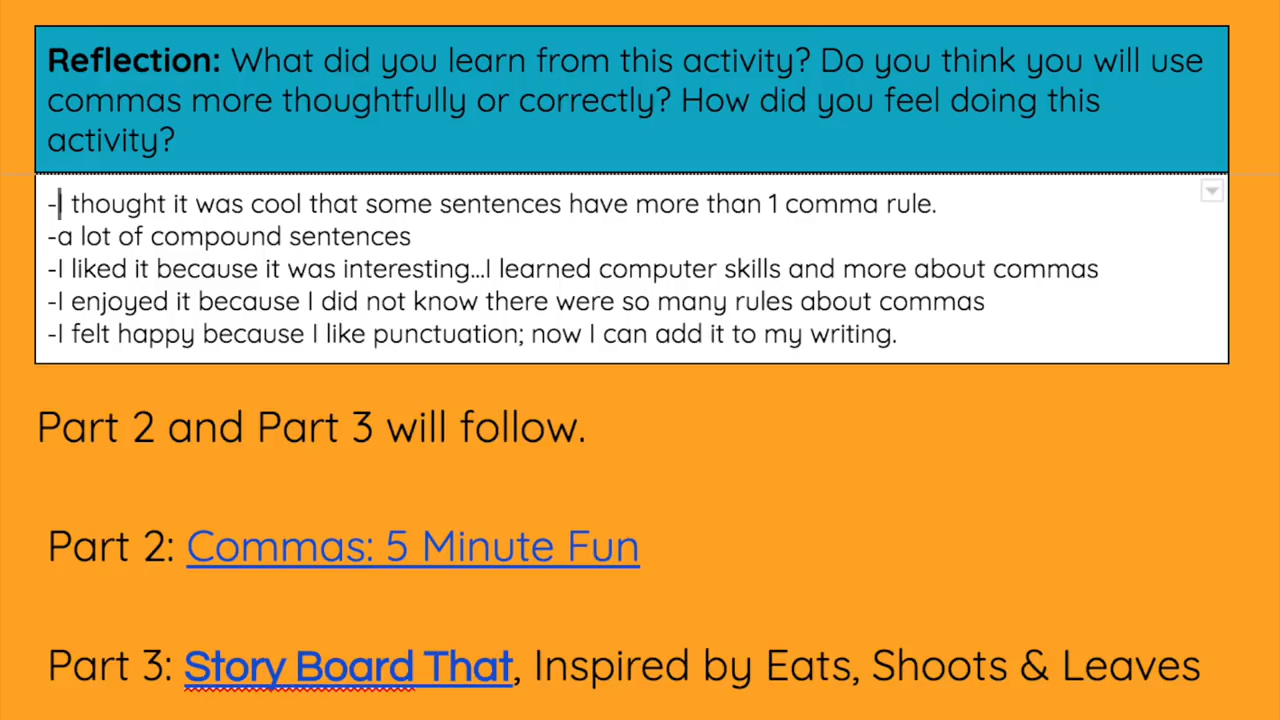 Reflection: What did you learn from this activity? Do you think you will use
commas more thoughtfully or correctly? How did you feel doing this
activity?
-I thought it was cool that some sentences have more than 1 comma rule.
-a lot of compound sentences
-I liked it because it was interesting...I learned computer skills and more about commas
-I enjoyed it because I did not know there were so many rules about commas
-I felt happy because I like punctuation; now I can add it to my writing.
Part 2 and Part 3 will follow.
Part 2: Commas: 5 Minute Fun
Part 3: Story Board That, Inspired by Eats, Shoots & Leaves